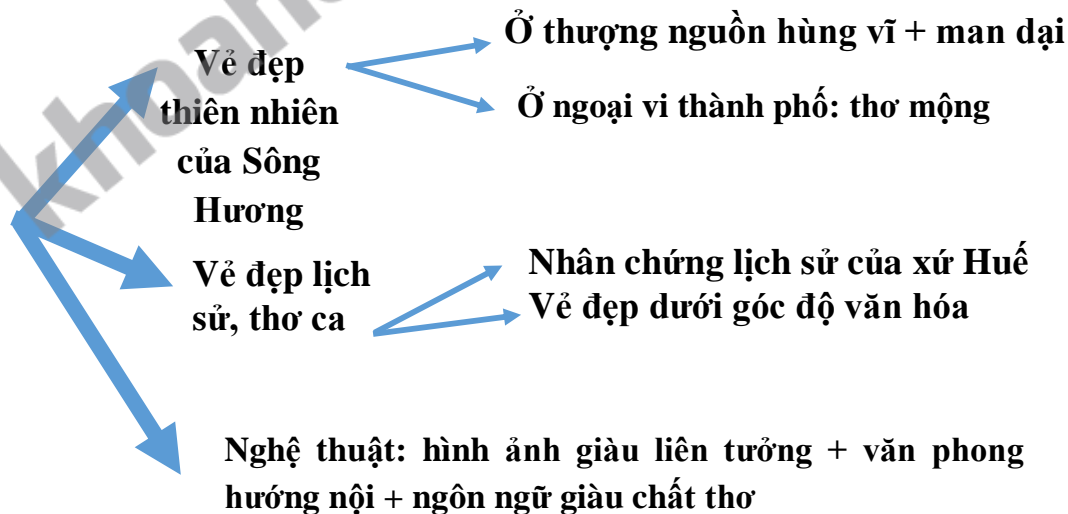 Ở thượng nguồn hùng vĩ + man dại
Vẻ đẹp
thiên nhiên
của Sông
Hương
Ở ngoại vi thành phố: thơ mộng
Vẻ đẹp lịch
sử, thơ ca
Nhân chứng lịch sử của xứ Huế
Vẻ đẹp dưới góc độ văn hóa
Nghệ thuật: hình ảnh giàu liên tưởng + văn phong
hướng nội + ngôn ngữ giàu chất thơ